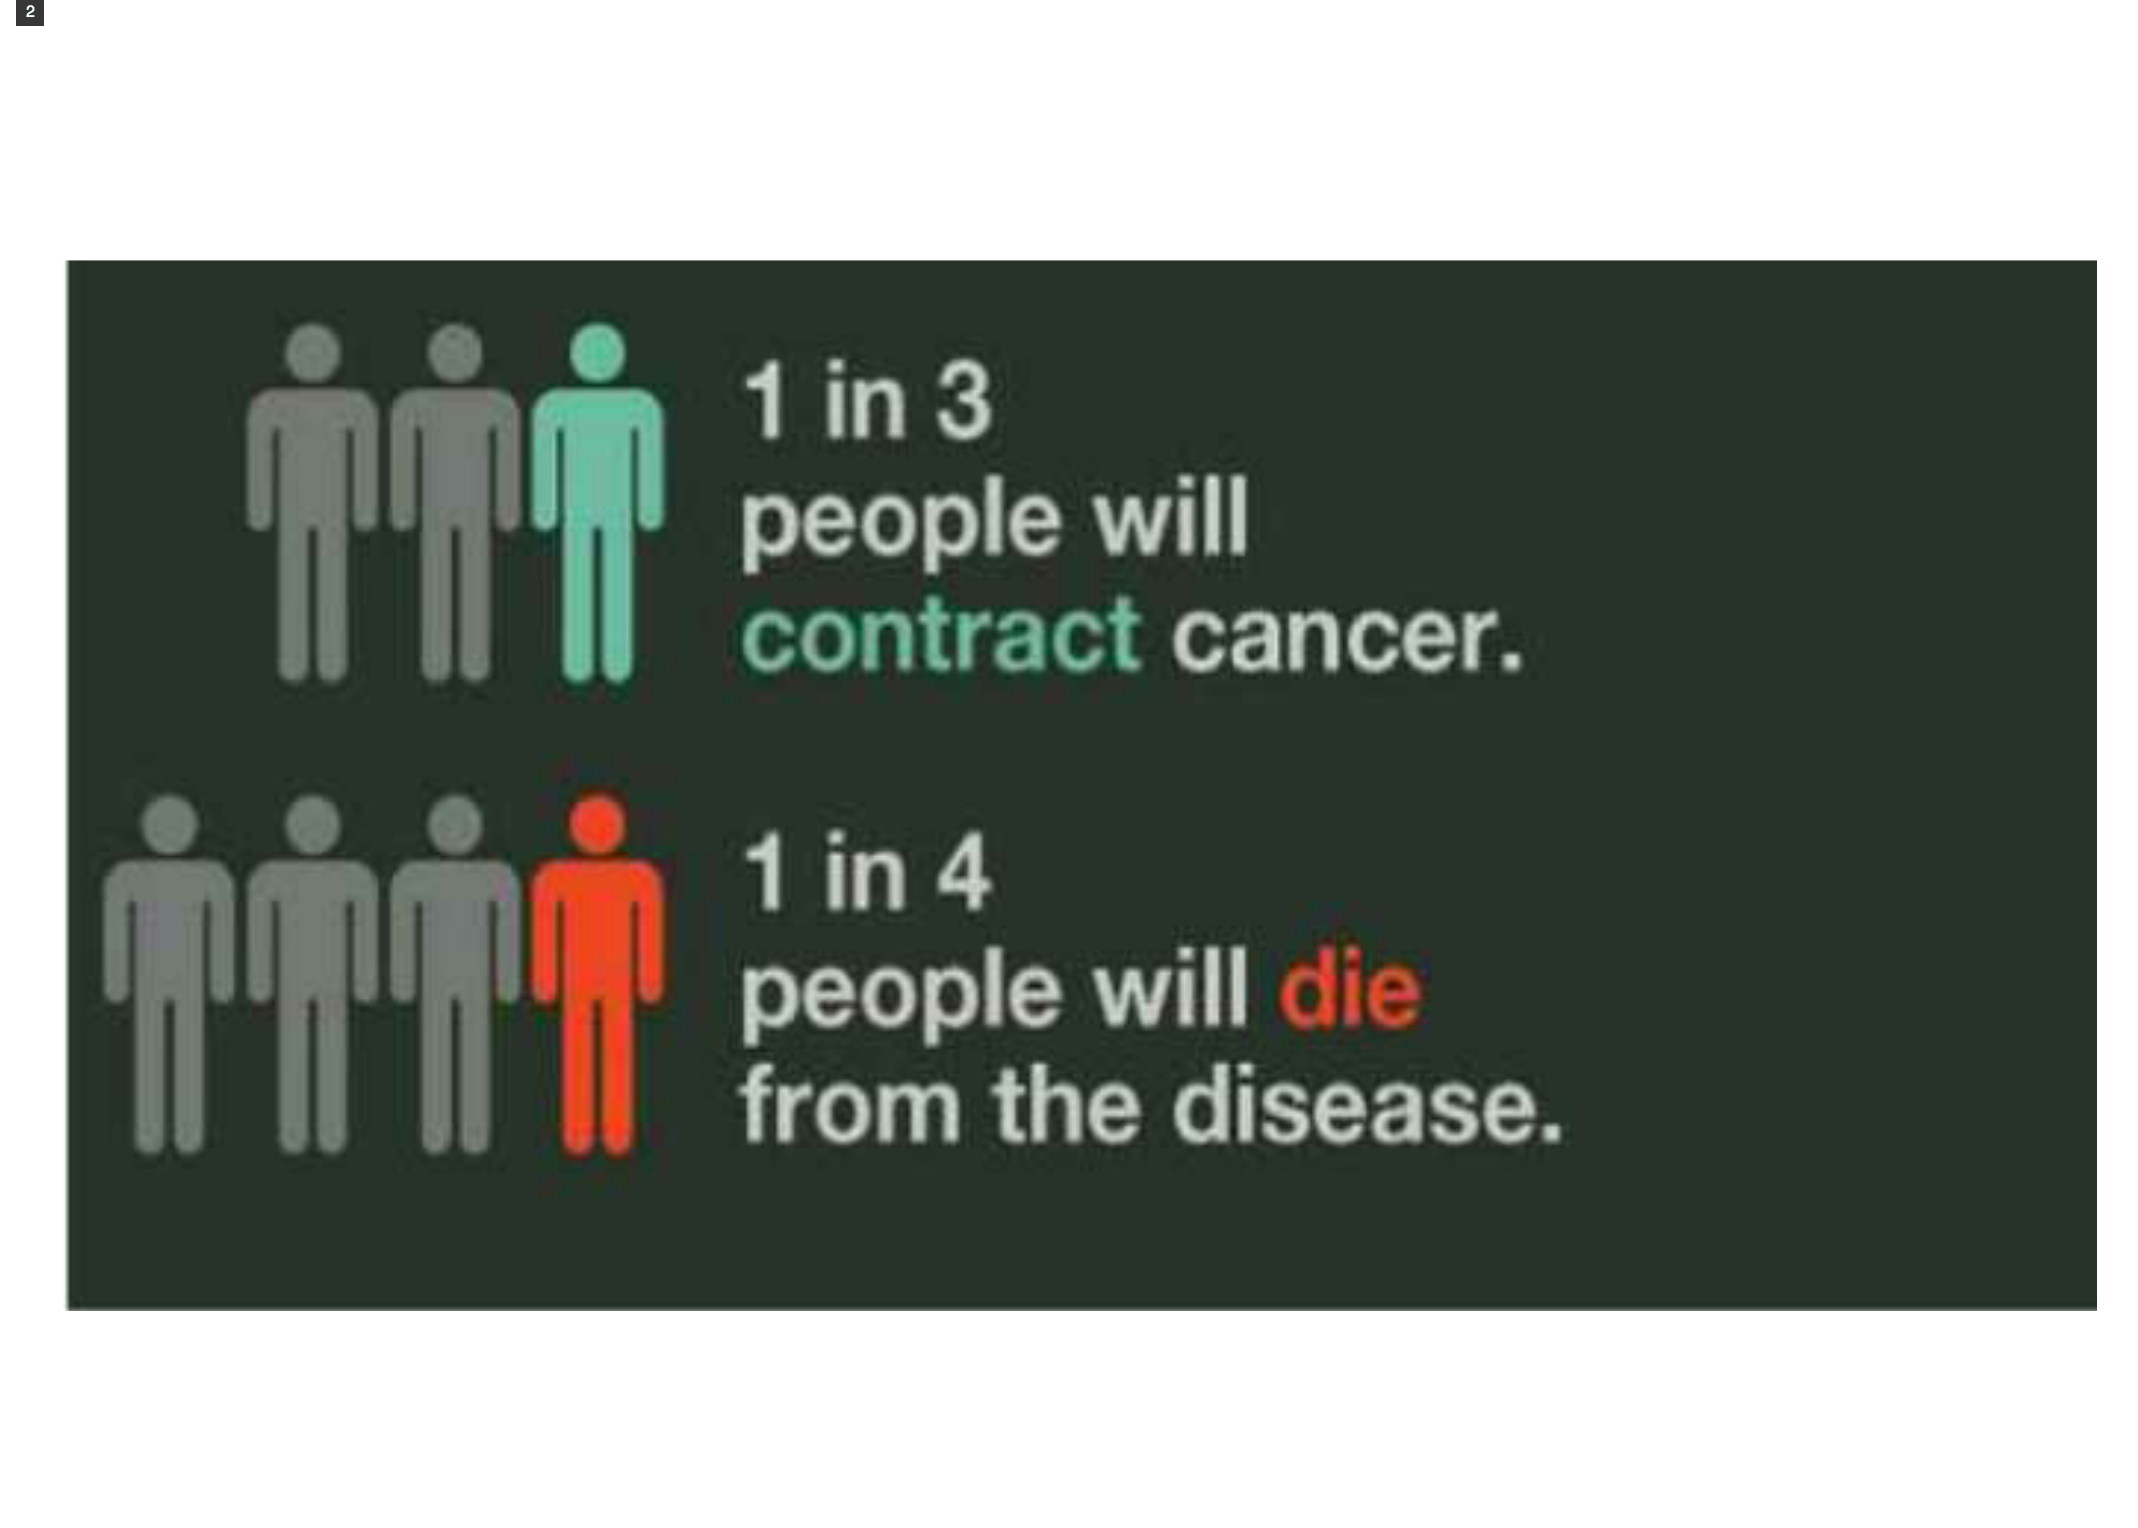 2
1 in 3
people will
contract cancer.
1 in 4
people will die
from the disease.